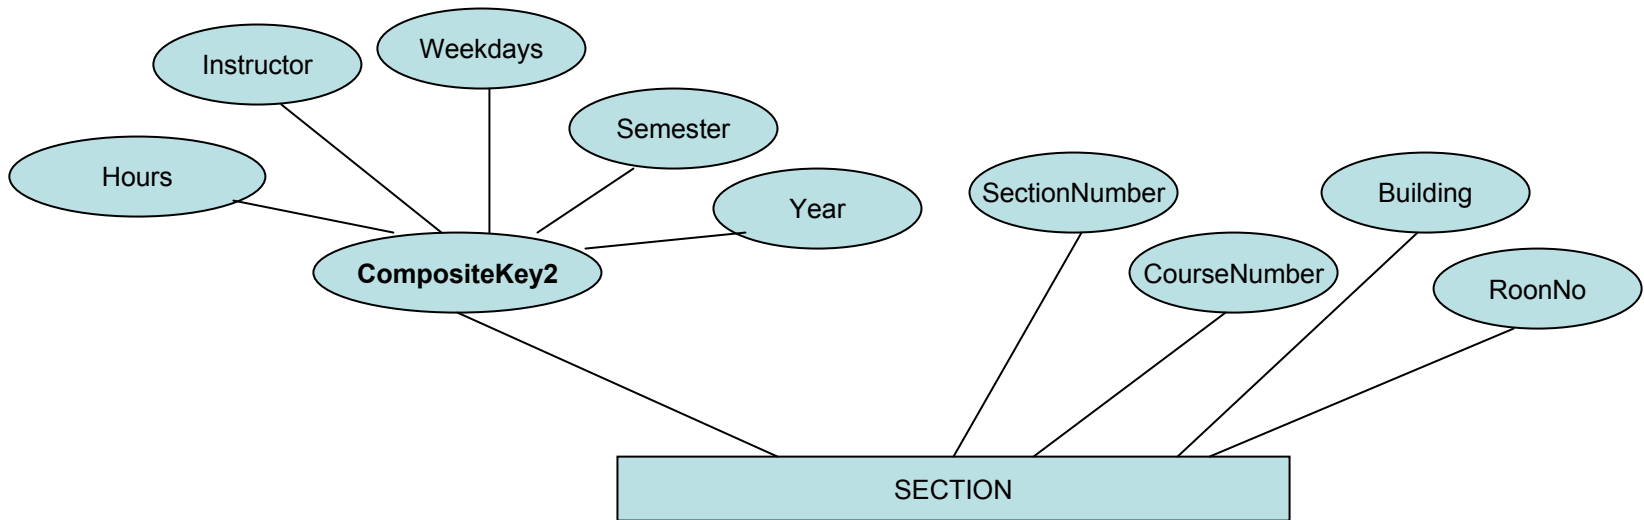 Weekdays
Instructor
Semester
Hours
Year
SectionNumber
Building
CompositeKey2
CourseNumber
RoonNo
SECTION